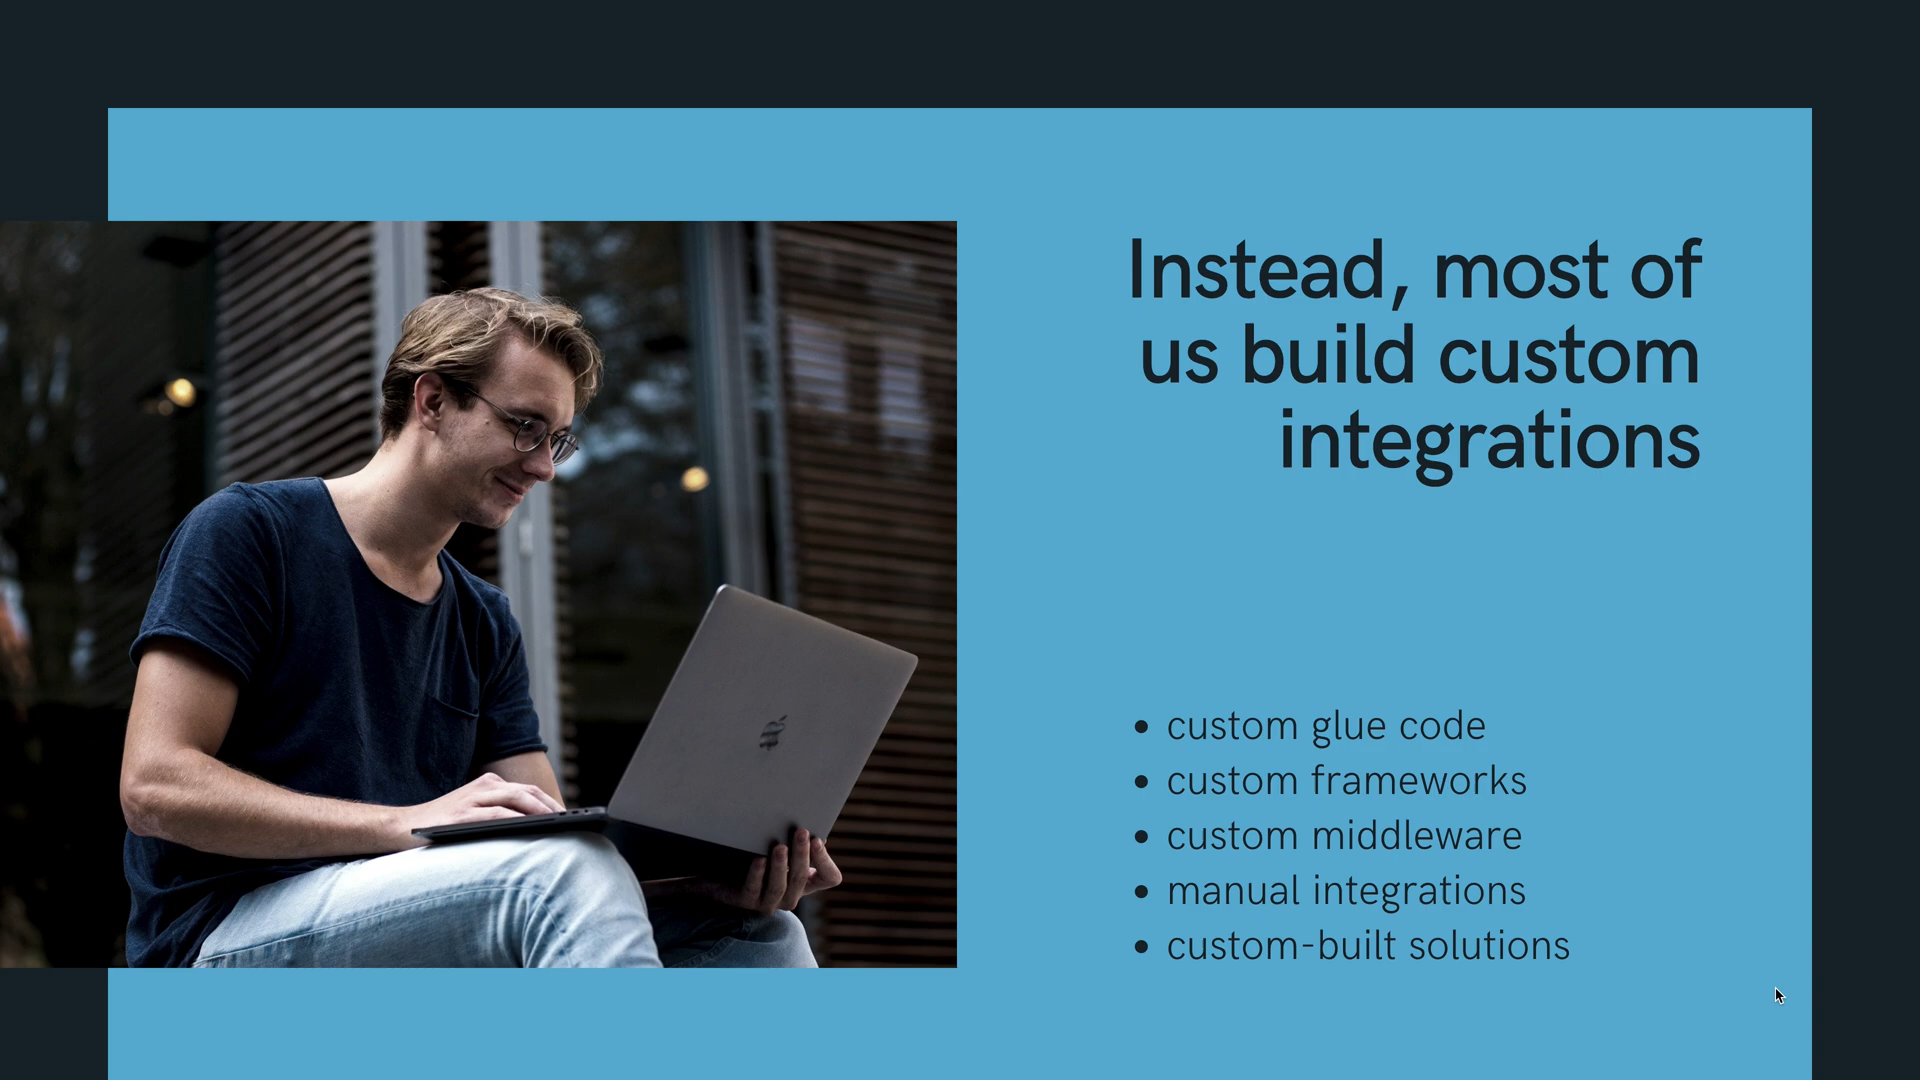 Instead, most of
us build custom
integrations
• custom glue code
• custom frameworks
• custom middleware
• manual integrations
• custom-built solutions